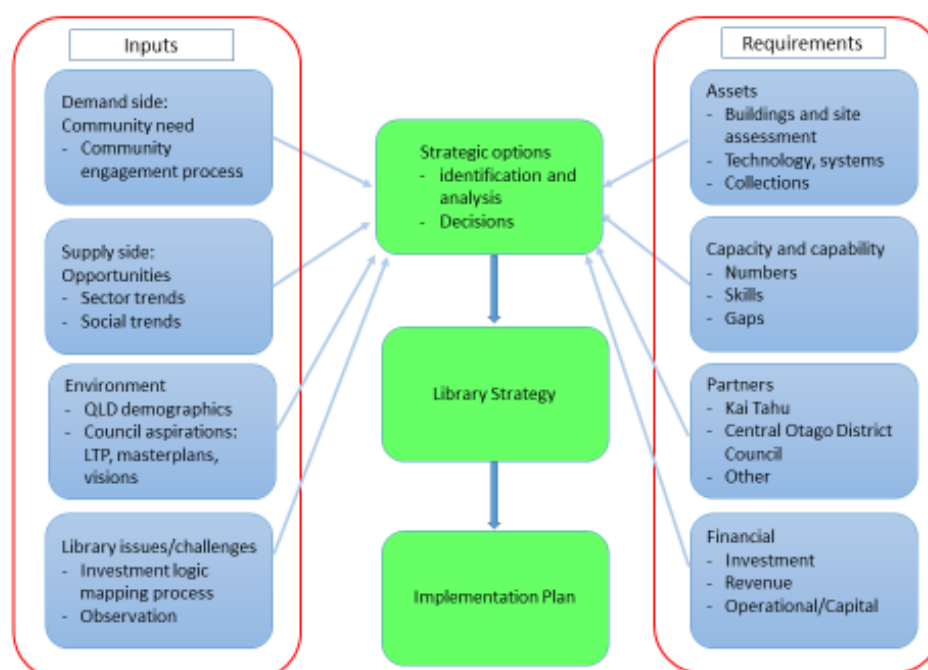 Inputs
Demand side:
Community need
- Community
engagement process
Supply side:
Opportunities
- Sector trends
- Social trends
Environment
- QLD demographics
- Council aspirations:
LTP, masterplans,
visions
Library issues/challenges
- Investment logic
mapping process
- Observation
Strategic options
- identification and
analysis
- Decisions
Library Strategy
Implementation Plan
Requirements
Assets
- Buildings and site
assessment
- Technology, systems
- Collections
Capacity and capability
- Numbers
- Skills
- Gaps
Partners
- Kai Tahu
- Central Otago District
Council
- Other
Financial
- Investment
- Revenue
- Operational/Capital